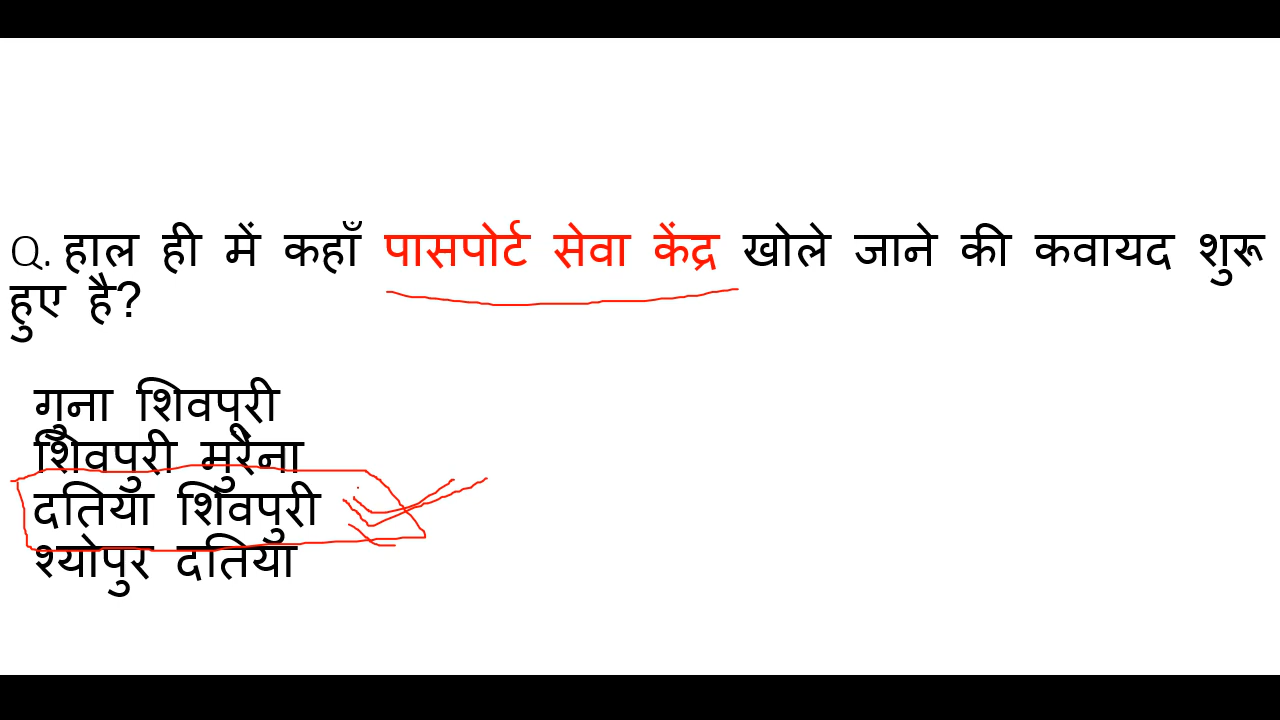 Q. हाल ही में कहाँ पासपोर्ट सेवा केंद्र खोले जाने की कवायद शुरू
हुए है?
गुना शिवपुरी
शिवपुरी मुरैना
दतिया शिवपुरी
श्योपुर दतिया